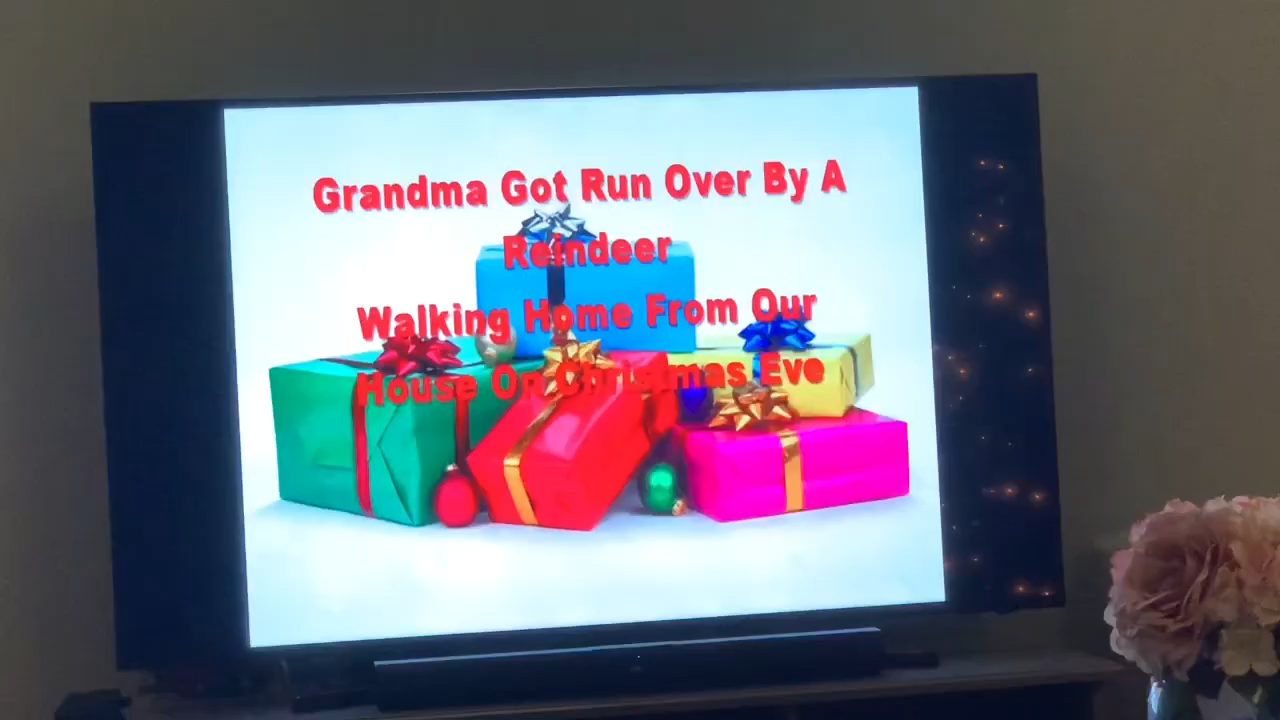 Grandma Got Run Over By A
Reindeer
Walking Home From Our
House On Christmas Eve